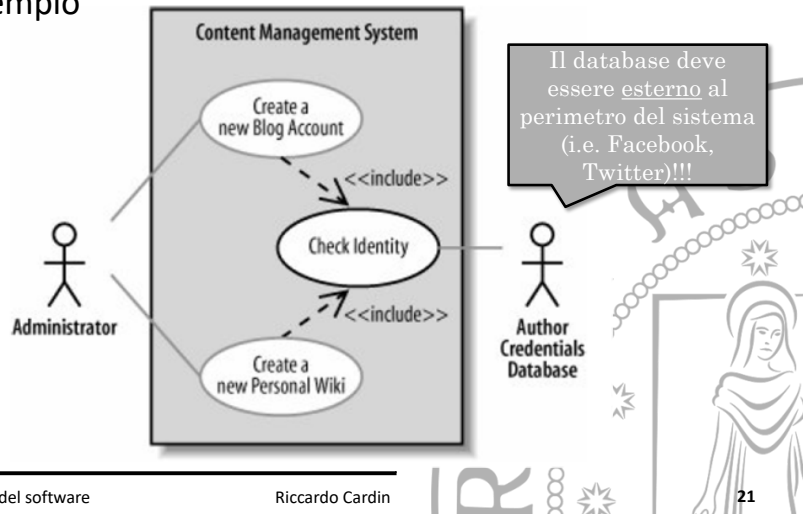 Content Management System
Il database deve
essere esterno al
perimetro del sistema
(i.e. Facebook,
Twitter)!!!
Create a
new Blog Account
<<include>>
Check Identity
<<include>>
Administrator
Create a
new Personal Wiki
Author
Credentials
Database
del software
Riccardo Cardin
21